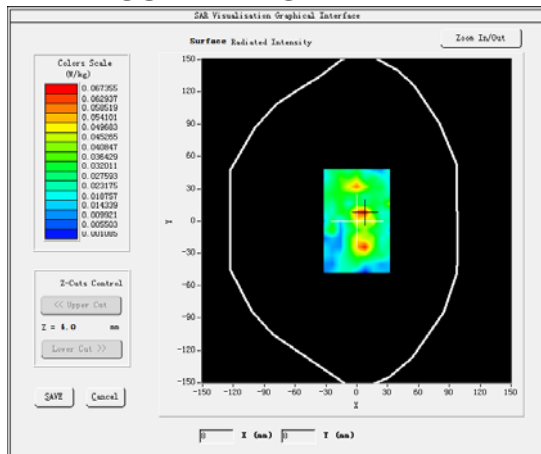 SAR Visualisation Graphical Interface
Surface Radiated Intensity
Zoom In/Out
Colors Scale
(W/kg)
0.067355
0.062937
0.058519
0.054101
0.049683
0.045265
0.040847
0.036429
0.032011
0.027593
0.023175
0.018757
0.014339
0.009921
0.005503
0.001085
150
120
90
60
30
0
-30
-60
-90
-120
-150
Y
-150 -120 -90 -60 -30 0 30 60 90 120 150
X
Z-Cuts Control
<< Upper Cut
Z = 4.0 mm
Lower Cut >>
SAVE Cancel
0 X (mm) 0 Y (mm)